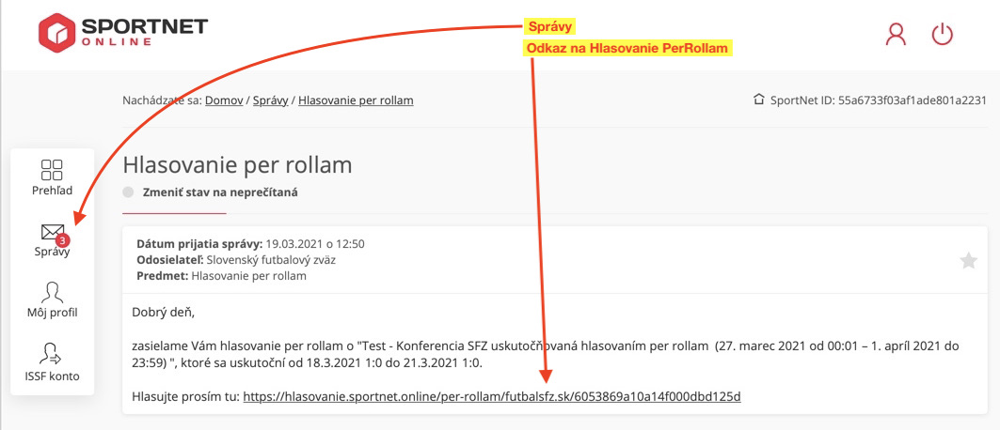 SPORTNET
ONLINE
Správy
Odkaz na Hlasovanie PerRollam
Nachádzate sa: Domov / Správy / Hlasovanie per rollam
SportNet ID: 55a6733f03af1ade801a2231
Prehľad
3
Správy
Môj profil
ISSF konto
Hlasovanie per rollam
Zmeniť stav na neprečítaná
Dátum prijatia správy: 19.03.2021 o 12:50
Odosielateľ: Slovenský futbalový zväz
Predmet: Hlasovanie per rollam
Dobrý deň,
zasielame Vám hlasovanie per rollam o "Test - Konferencia SFZ uskutočňovaná hlasovaním per rollam (27. marec 2021 od 00:01 – 1. apríl 2021 do
23:59) ", ktoré sa uskutoční od 18.3.2021 1:0 do 21.3.2021 1:0.
Hlasujte prosím tu: https://hlasovanie.sportnet.online/per-rollam/futbalsfz.sk/6053869a10a14f000dbd125d